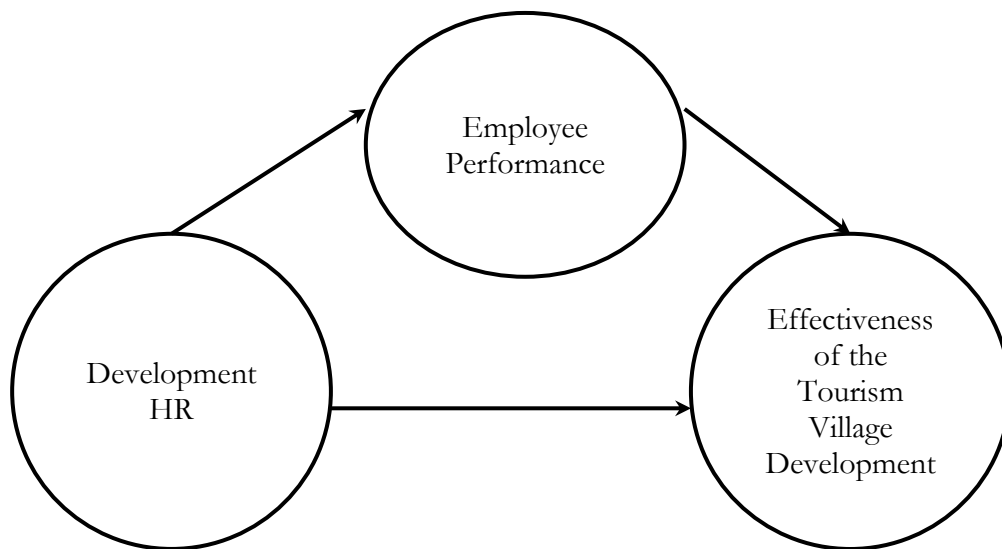 Employee
Performance
Development
HR
Effectiveness
of the
Tourism
Village
Development